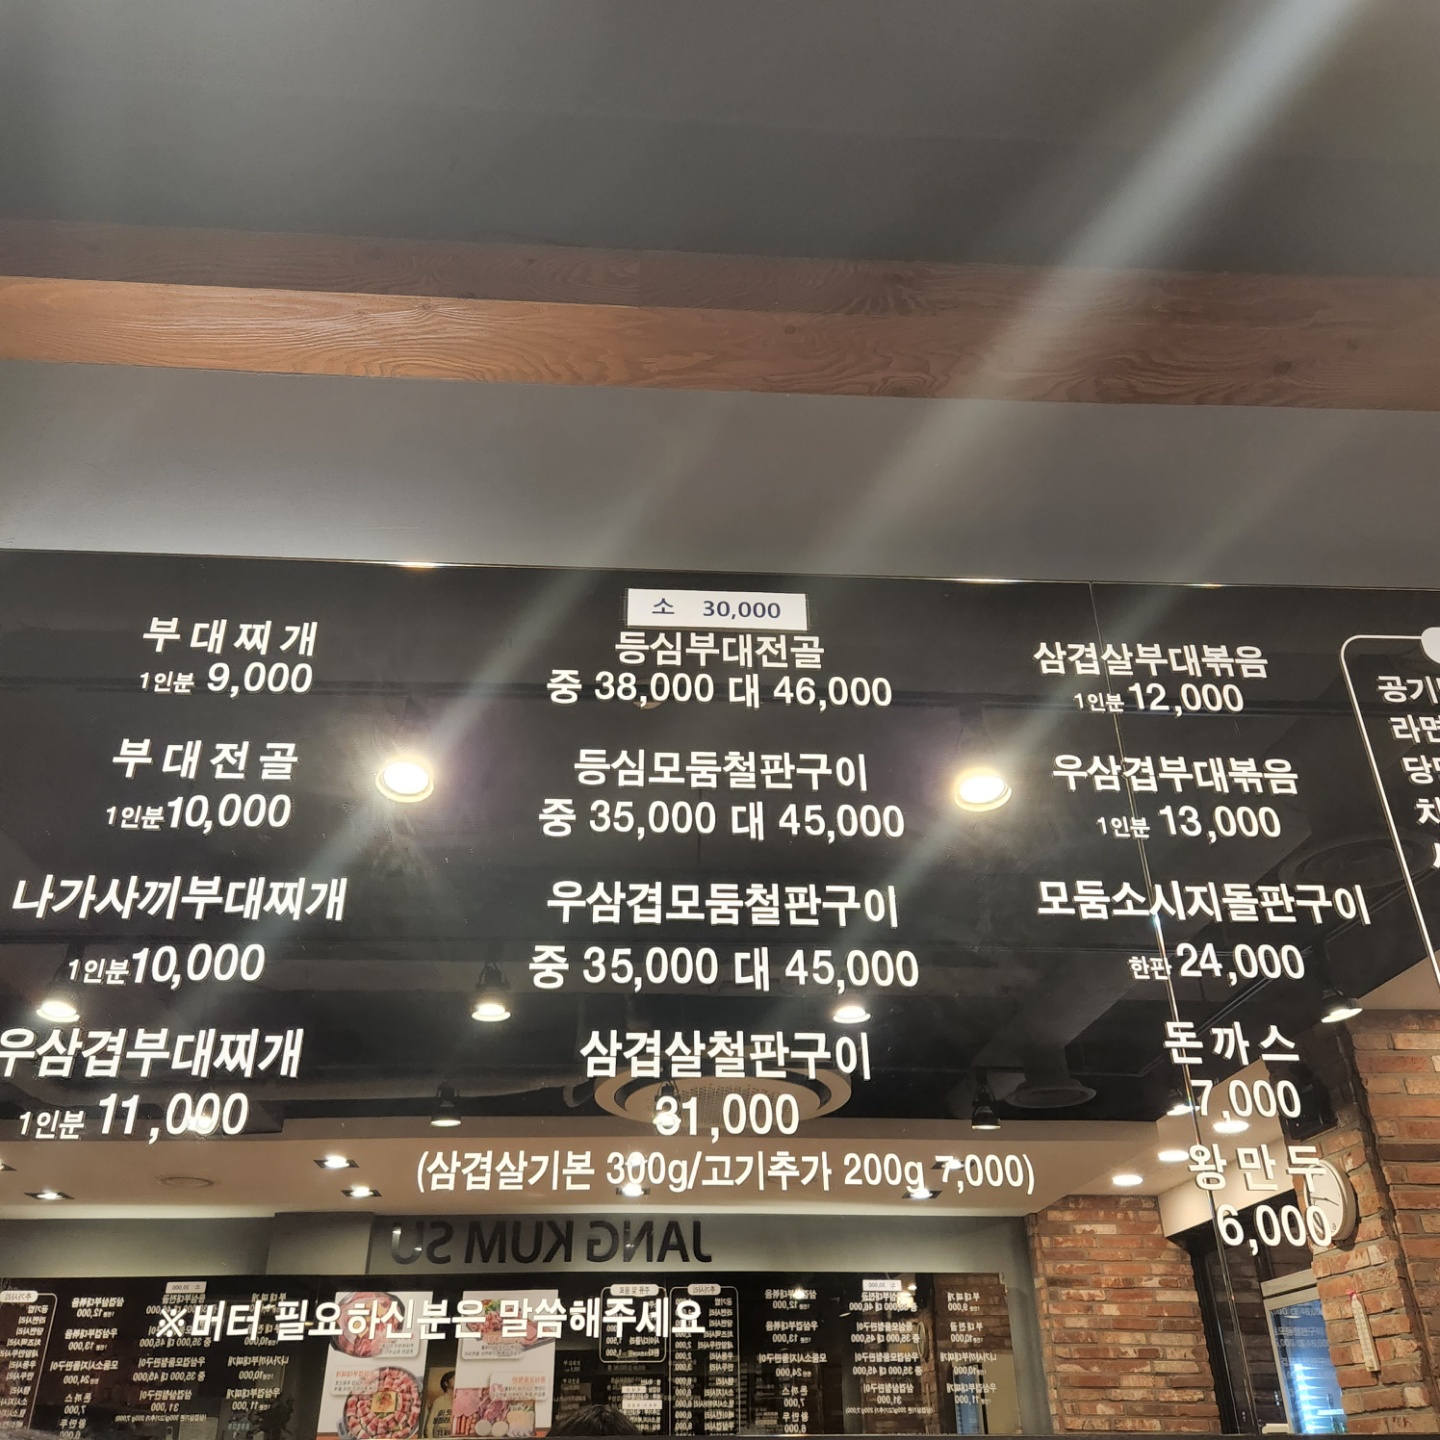 부대찌개
1인분 9,000
부대전골
1인분 10,000
나가사끼부대찌개
1인분 10,000
우삼겹부대찌개
1인분 11,000
소 30,000
등심부대전골
중 38,000 대 46,000
등심모둠철판구이
중 35,000 대 45,000
우삼겹모둠철판구이
중 35,000 대 45,000
삼겹살철판구이
31,000
(삼겹살기본 300g/고기추가 200g 7,000)
삼겹살부대볶음
1인분 12,000
우삼겹부대볶음
1인분 13,000
모둠소시지돌판구이
한판 24,000
돈까스
7,000
왕만두
6,000
공기
라면
JANG KUM SU
※버터 필요하신분은 말씀해주세요